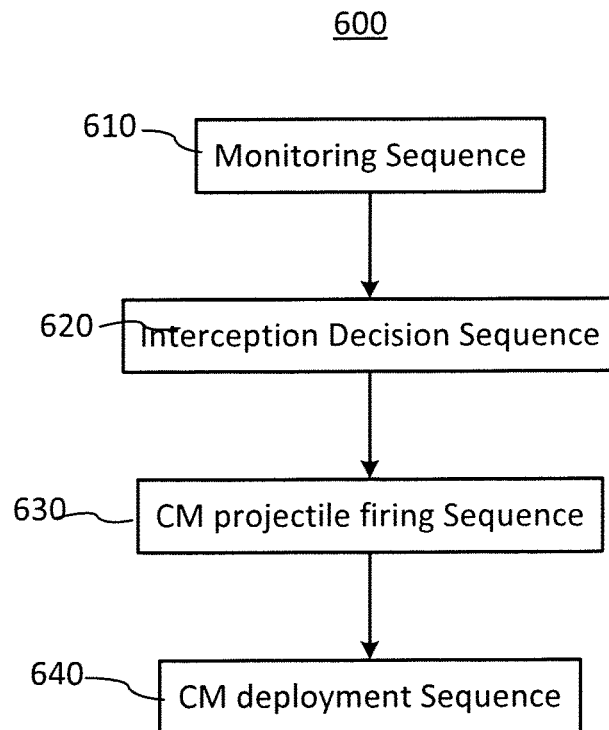 600
610
Monitoring Sequence
620
Interception Decision Sequence
630
CM projectile firing Sequence
640
CM deployment Sequence